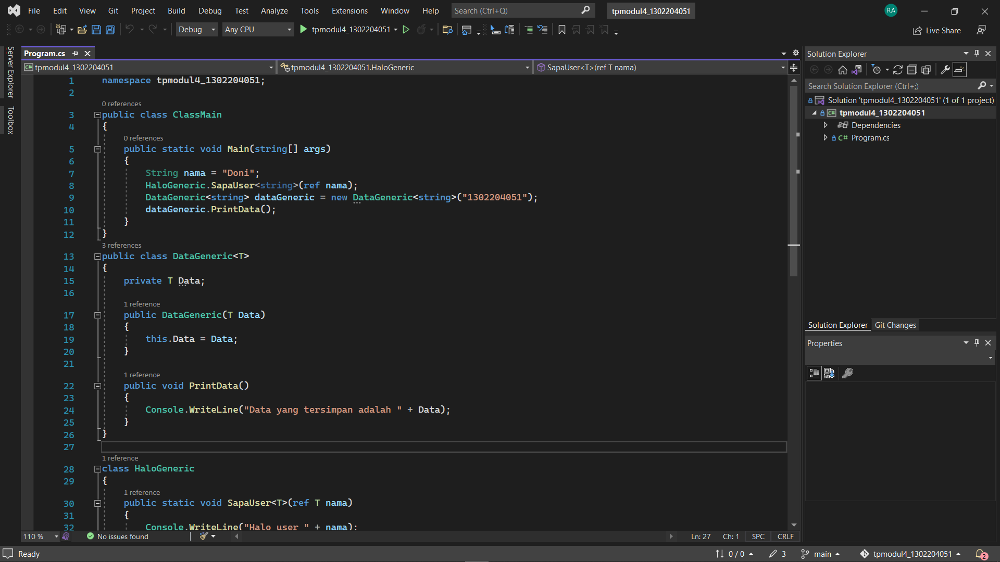 File Edit View Git Project Build Debug Test Analyze Tools Extensions Window Help Search (Ctrl+Q) tpmodul4_1302204051 RA
Debug Any CPU tpmodul4_1302204051 Live Share
Server Explorer
Toolbox
Program.cs
tpmodul4_1302204051 tpmodul4_1302204051.HaloGeneric SapaUser<T>(ref T nama)
1 namespace tpmodul4_1302204051;
2
0 references
3 public class ClassMain
4 {
0 references
5 public static void Main(string[] args)
6 {
7 String nama = "Doni";
8 HaloGeneric.SapaUser<string>(ref nama);
9 DataGeneric<string> dataGeneric = new DataGeneric<string>("1302204051");
10 dataGeneric.PrintData();
11 }
12 }
3 references
13 public class DataGeneric<T>
14 {
15 private T Data;
16
1 reference
17 public DataGeneric(T Data)
18 {
19 this.Data = Data;
20 }
21
1 reference
22 public void PrintData()
23 {
24 Console.WriteLine("Data yang tersimpan adalah " + Data);
25 }
26 }
27
1 reference
28 class HaloGeneric
29 {
1 reference
30 public static void SapaUser<T>(ref T nama)
31 {
32 Console.WriteLine("Halo user " + nama);
110 % No issues found Ln: 27 Ch: 1 SPC CRLF
Solution Explorer
Search Solution Explorer (Ctrl+;)
Solution 'tpmodul4_1302204051' (1 of 1 project)
C# tpmodul4_1302204051
Dependencies
C# Program.cs
Solution Explorer Git Changes
Properties
Ready 0 / 0 3 main tpmodul4_1302204051 2